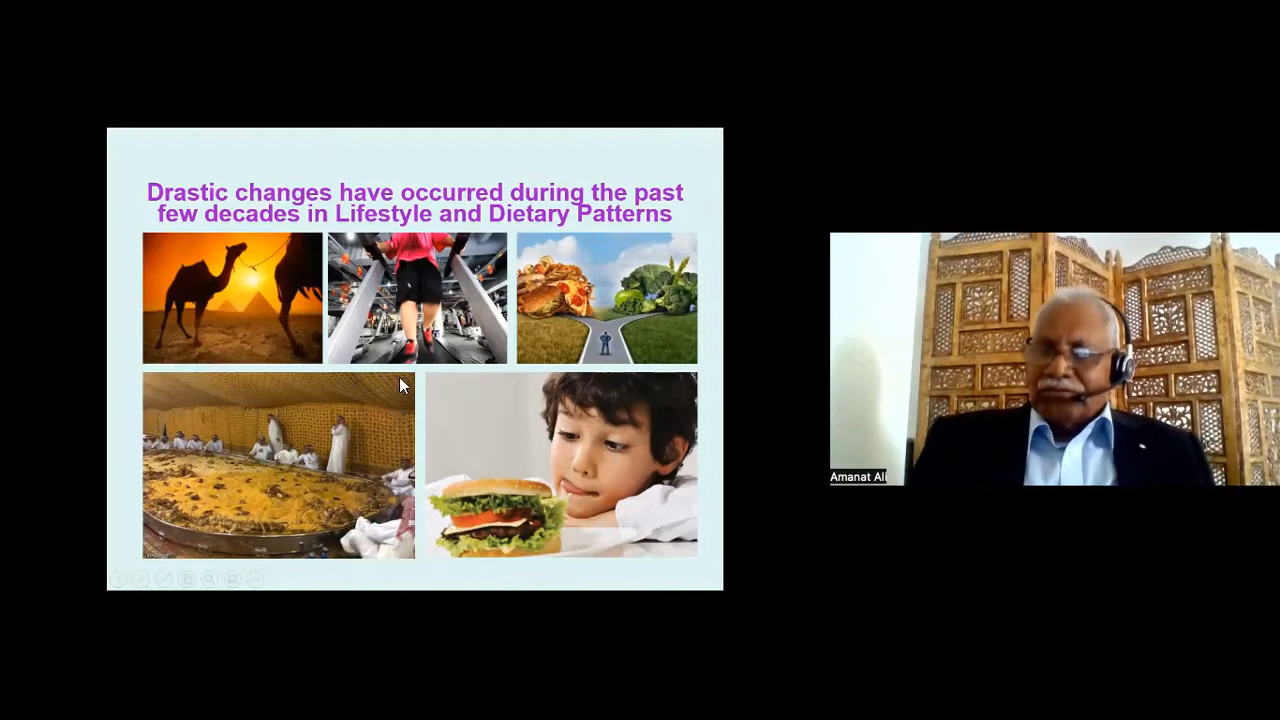 Drastic changes have occurred during the past
few decades in Lifestyle and Dietary Patterns
Amanat Ali